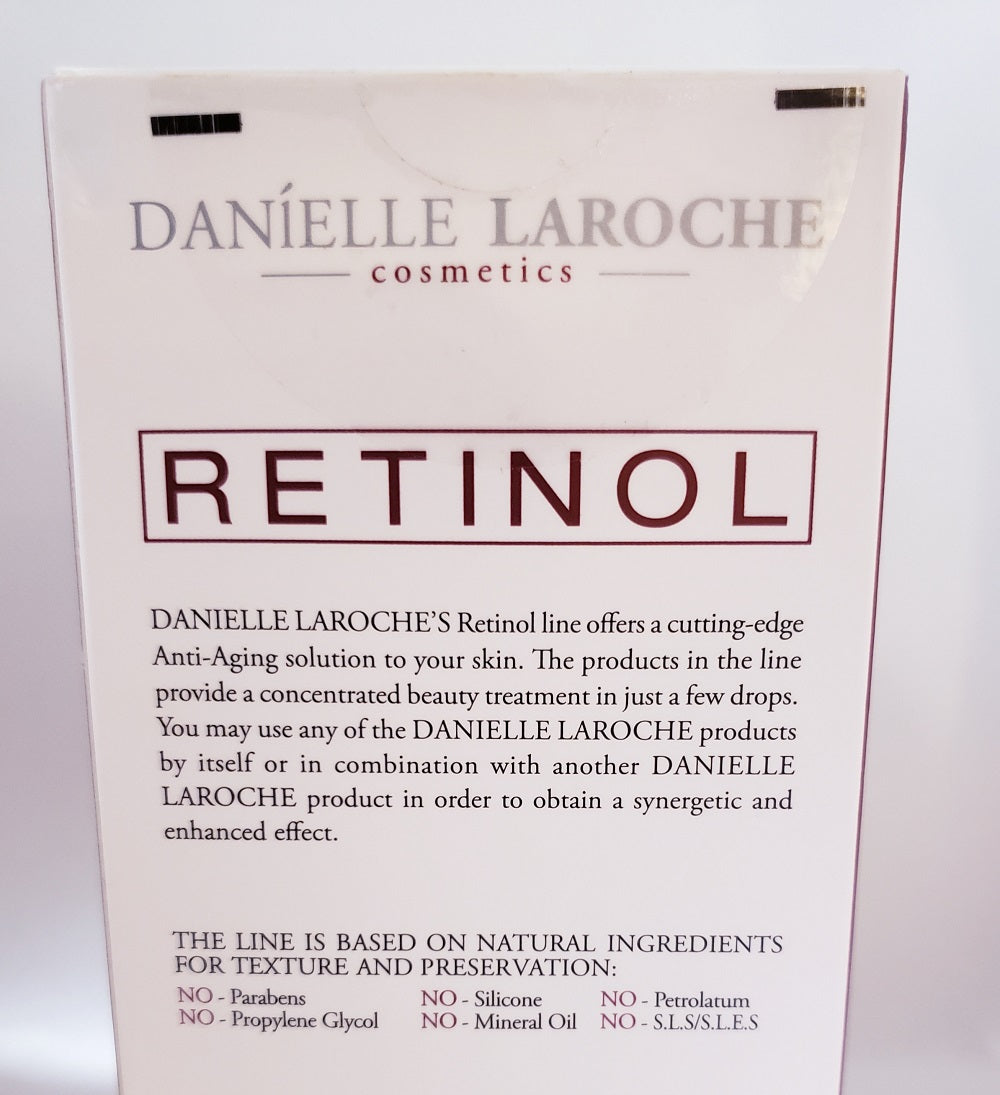 DANÍELLE LAROCHE
cosmetics
RETINOL
DANIELLE LAROCHE'S Retinol line offers a cutting-edge
Anti-Aging solution to your skin. The products in the line
provide a concentrated beauty treatment in just a few drops.
You may use any of the DANIELLE LAROCHE products
by itself or in combination with another DANIELLE
LAROCHE product in order to obtain a synergetic and
enhanced effect.
THE LINE IS BASED ON NATURAL INGREDIENTS
FOR TEXTURE AND PRESERVATION:
NO - Parabens NO - Silicone NO - Petrolatum
NO - Propylene Glycol NO - Mineral Oil NO - S.L.S/S.L.E.S